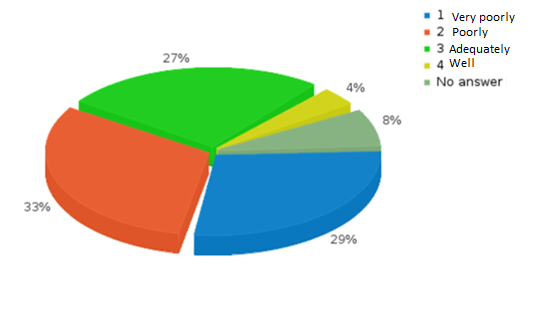 1 Very poorly
2 Poorly
3 Adequately
4 Well
No answer
27%
4%
8%
33%
29%